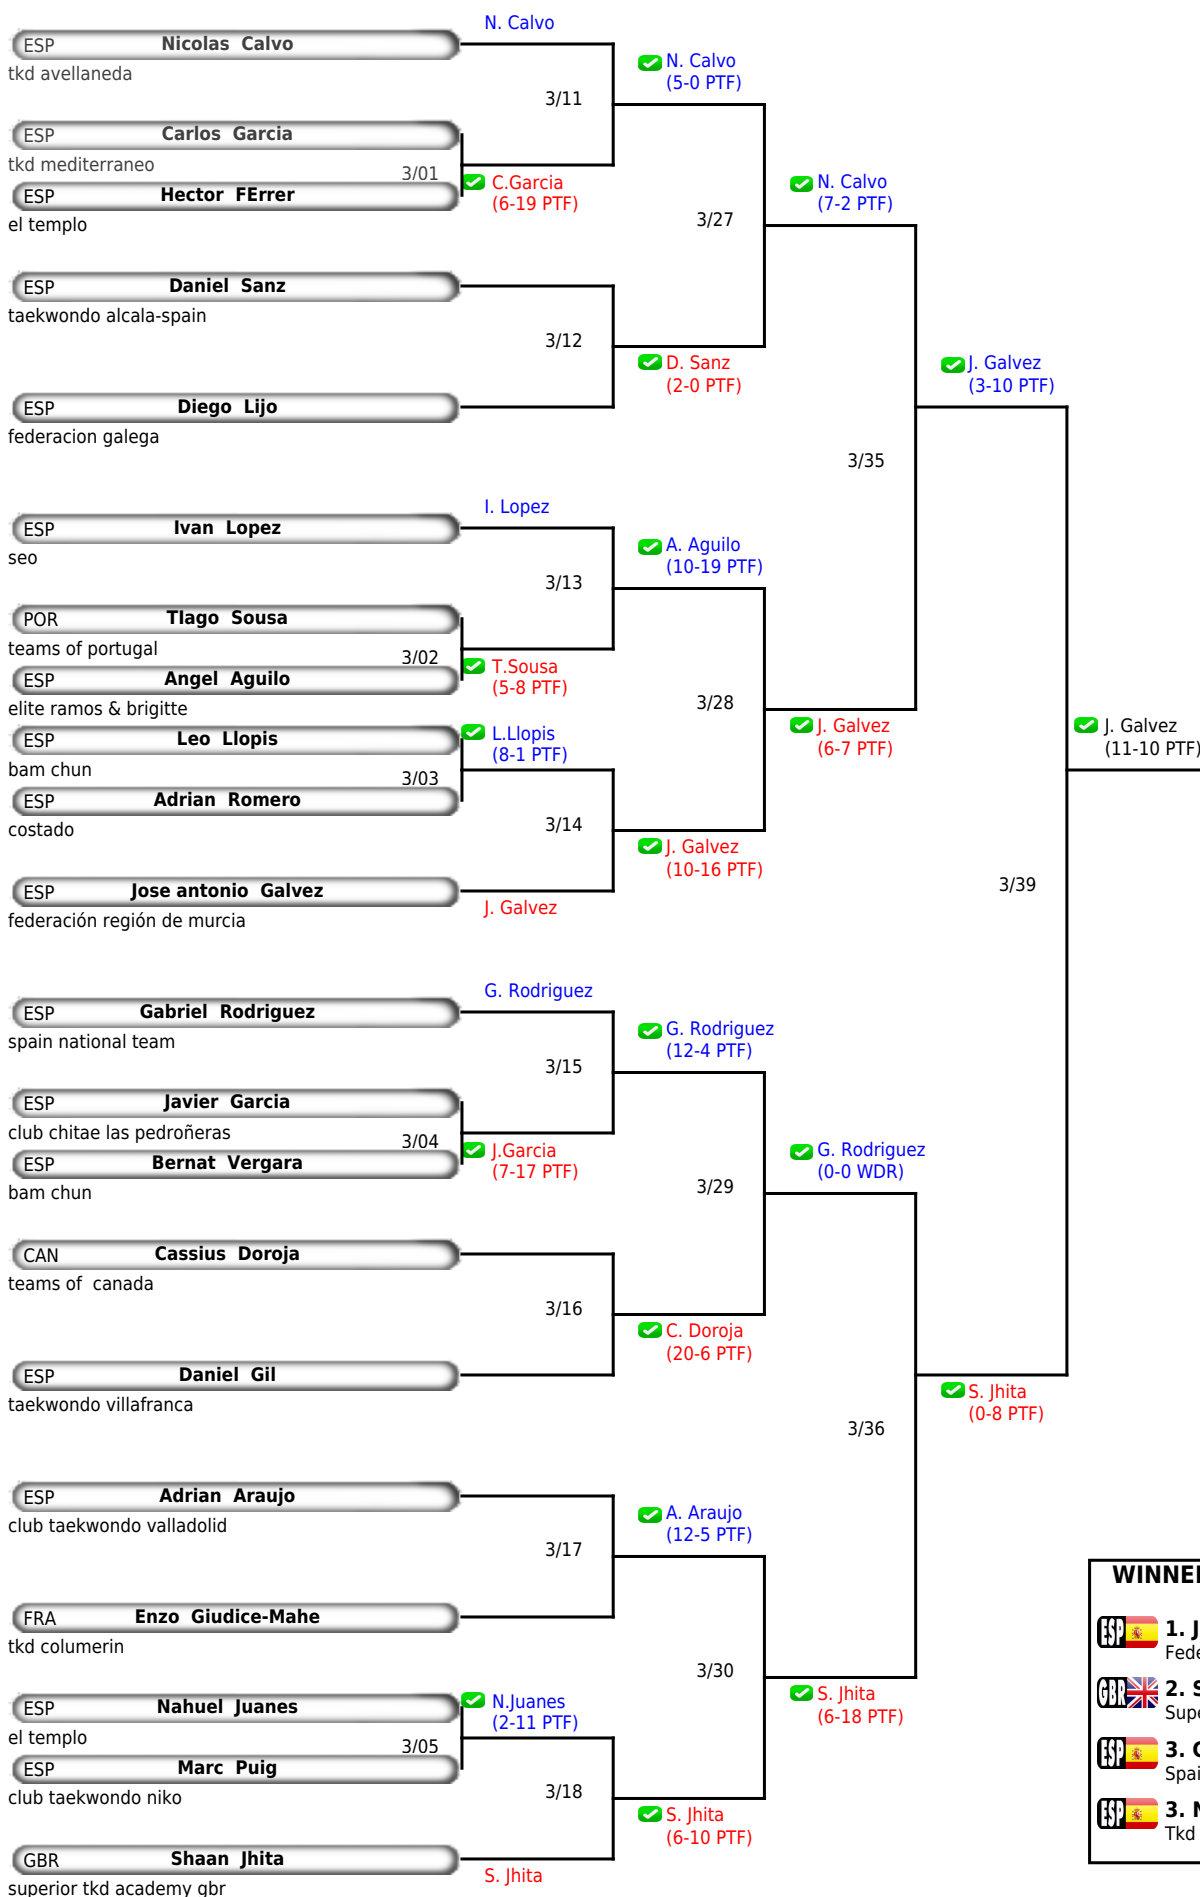 N. Calvo
ESP Nicolas Calvo
tkd avellaneda
N. Calvo
(5-0 PTF)
3/11
ESP Carlos Garcia
tkd mediterraneo
3/01
C.Garcia
(6-19 PTF)
ESP Hector FErrer
el templo
N. Calvo
(7-2 PTF)
3/27
ESP Daniel Sanz
taekwondo alcala-spain
3/12
D. Sanz
(2-0 PTF)
J. Galvez
(3-10 PTF)
ESP Diego Lijo
federacion galega
3/35
I. Lopez
ESP Ivan Lopez
seo
A. Aguilo
(10-19 PTF)
3/13
POR TIago Sousa
teams of portugal
3/02
T.Sousa
(5-8 PTF)
ESP Angel Aguilo
elite ramos & brigitte
3/28
J. Galvez
(6-7 PTF)
J. Galvez
(11-10 PTF)
ESP Leo Llopis
L.Llopis
(8-1 PTF)
bam chun
3/03
ESP Adrian Romero
costado
3/14
J. Galvez
(10-16 PTF)
ESP Jose antonio Galvez
J. Galvez
federación región de murcia
3/39
G. Rodriguez
ESP Gabriel Rodriguez
spain national team
G. Rodriguez
(12-4 PTF)
3/15
ESP Javier Garcia
club chitae las pedroñeras
3/04
J.Garcia
(7-17 PTF)
ESP Bernat Vergara
bam chun
G. Rodriguez
(0-0 WDR)
3/29
CAN Cassius Doroja
teams of canada
3/16
C. Doroja
(20-6 PTF)
ESP Daniel Gil
taekwondo villafranca
S. Jhita
(0-8 PTF)
3/36
ESP Adrian Araujo
club taekwondo valladolid
A. Araujo
(12-5 PTF)
3/17
FRA Enzo Giudice-Mahe
tkd columerin
3/30
S. Jhita
(6-18 PTF)
ESP Nahuel Juanes
N.Juanes
(2-11 PTF)
el templo
3/05
ESP Marc Puig
club taekwondo niko
3/18
S. Jhita
(6-10 PTF)
GBR Shaan Jhita
S. Jhita
superior tkd academy gbr
ESP 1. J
GBR 2. S
ESP 3.
Spai
ESP 3. N
Tkd